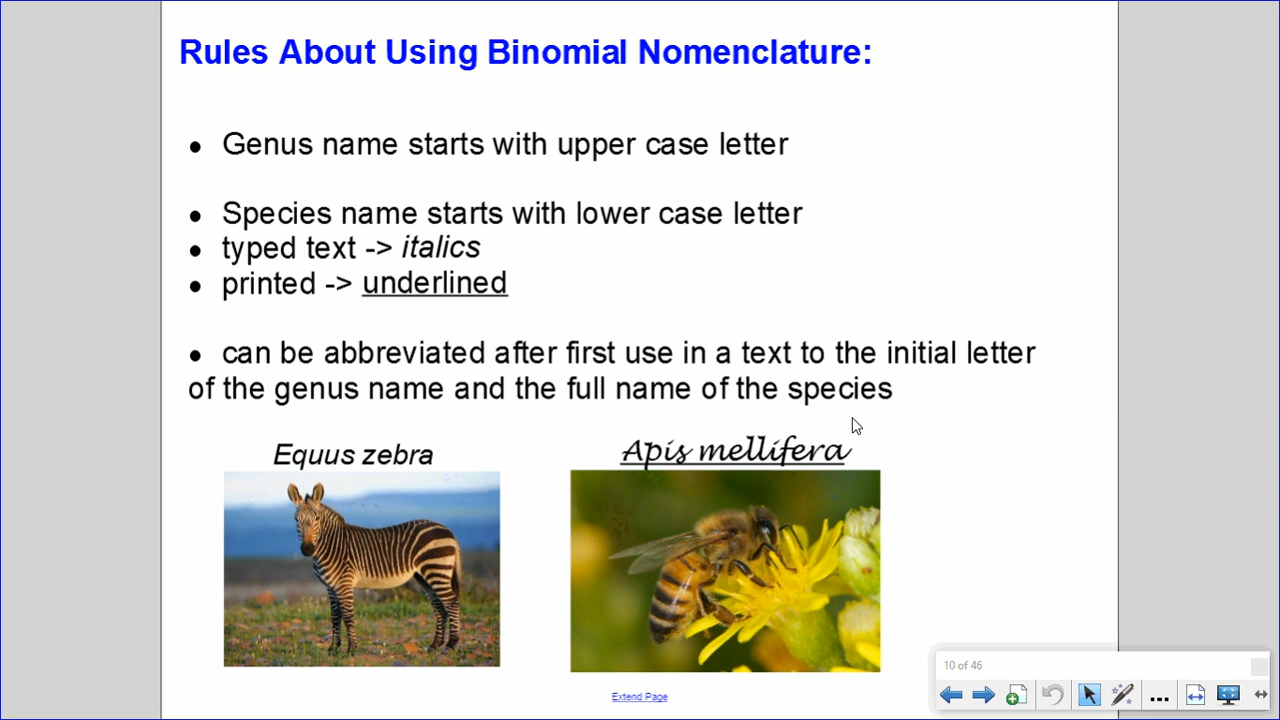 Rules About Using Binomial Nomenclature:
• Genus name starts with upper case letter
• Species name starts with lower case letter
• typed text -> italics
• printed -> underlined
• can be abbreviated after first use in a text to the initial letter
of the genus name and the full name of the species
Equus zebra
Apis mellifera
10 of 46
Extend Page